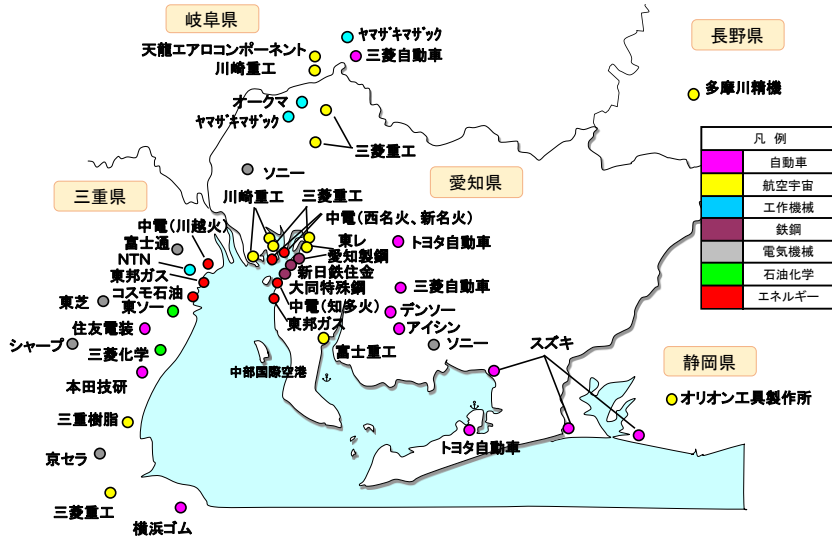 岐阜県
ヤマザキマザック
天龍エアロコンポーネント
三菱自動車
川崎重工
長野県
多摩川精機
オークマ
ヤマザキマザック
三菱重工
凡 例
自動車
航空宇宙
工作機械
鉄鋼
電気機械
石油化学
エネルギー
ソニー
三重県
愛知県
川崎重工
三菱重工
中電(川越火)
中電(西名火、新名火)
富士通
東レ
トヨタ自動車
NTN
愛知製鋼
東邦ガス
新日鉄住金
コスモ石油
大同特殊鋼
三菱自動車
東芝
東ソー
中電(知多火)
デンソー
住友電装
東邦ガス
アイシン
スズキ
シャープ
三菱化学
富士重工
ソニー
静岡県
中部国際空港
本田技研
オリオン工具製作所
三重樹脂
トヨタ自動車
京セラ
三菱重工
横浜ゴム